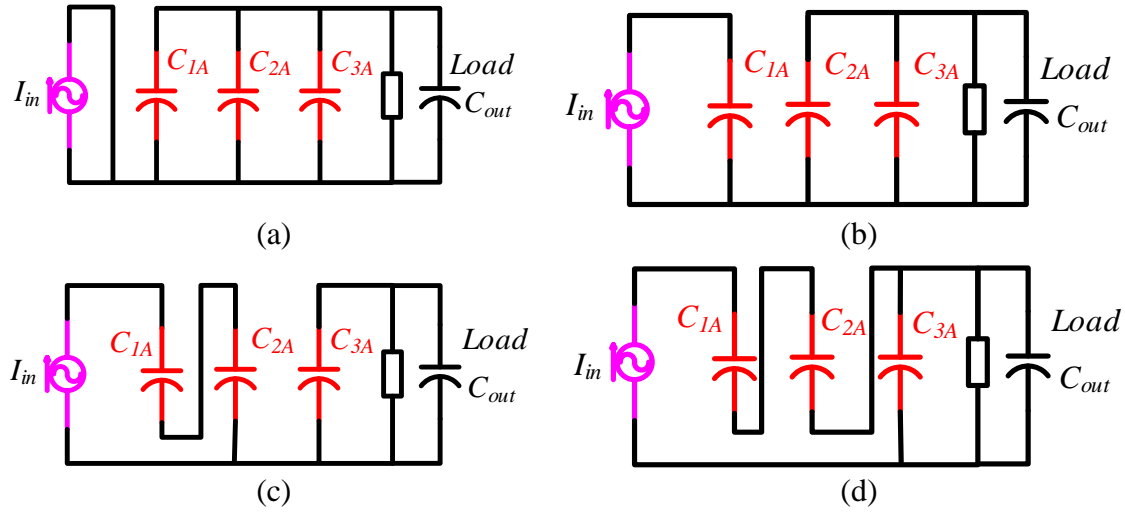 C1A C2A C3A Load
Iin Cout
(a)
C1A C2A C3A Load
Iin Cout
(b)
C1A C2A C3A Load
Iin Cout
(c)
C1A C2A C3A Load
Iin Cout
(d)